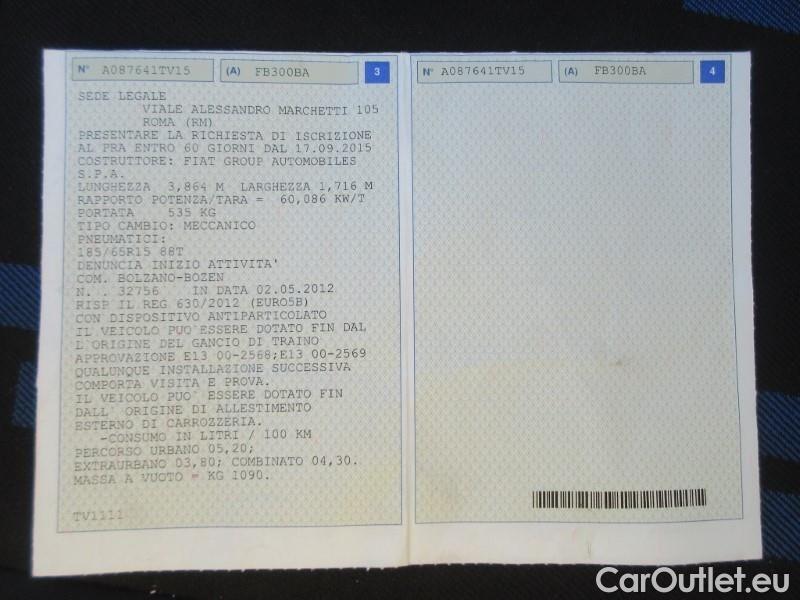 N° A087641TV15 (A) FB300BA 3
SEDE LEGALE
VIALE ALESSANDRO MARCHETTI 105
ROMA (RM)
PRESENTARE LA RICHIESTA DI ISCRIZIONE
AL PRA ENTRO 60 GIORNI DAL 17.09.2015
COSTRUTTORE: FIAT GROUP AUTOMOBILES
S.P.A.
LUNGHEZZA 3,864 M LARGHEZZA 1,716 M
RAPPORTO POTENZA/TARA = 60,086 KW/T
PORTATA 535 KG
TIPO CAMBIO: MECCANICO
PNEUMATICI:
185/65R15 88T
DENUNCIA INIZIO ATTIVITA'
COM. BOLZANO-BOZEN
N. . 32756 IN DATA 02.05.2012
RISP IL REG 630/2012 (EURO5B)
CON DISPOSITIVO ANTIPARTICOLATO
IL VEICOLO PUO`ESSERE DOTATO FIN DAL
L`ORIGINE DEL GANCIO DI TRAINO
APPROVAZIONE E13 00-2568;E13 00-2569
QUALUNQUE INSTALLAZIONE SUCCESSIVA
COMPORTA VISITA E PROVA.
IL VEICOLO PUO` ESSERE DOTATO FIN
DALL` ORIGINE DI ALLESTIMENTO
ESTERNO DI CARROZZERIA.
-CONSUMO IN LITRI / 100 KM
PERCORSO URBANO 05,20;
EXTRAURBANO 03,80; COMBINATO 04,30.
MASSA A VUOTO = KG 1090.
TV1111
N° A087641TV15 (A) FB300BA 4
CarOutlet.eu